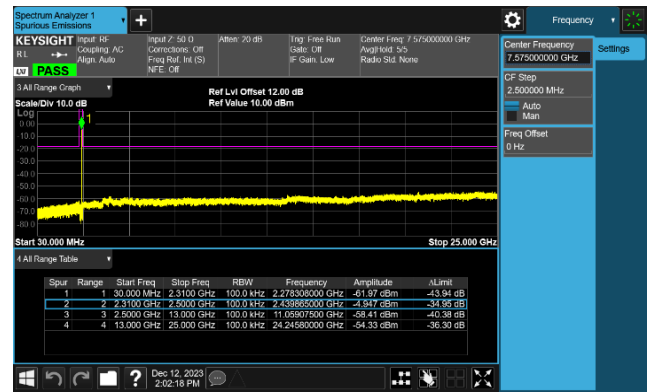 Spectrum Analyzer 1
Spurious Emissions
Frequency
KEYSIGHT
RL
LXI
PASS
Input: RF
Coupling: AC
Align: Auto
Input Z: 50 Ω
Corrections: Off
Freq Ref: Int (S)
NFE: Off
Atten: 20 dB
Trig: Free Run
Gate: Off
IF Gain: Low
Center Freq: 7.575000000 GHz
Avg|Hold: 5/5
Radio Std: None
Center Frequency
7.575000000 GHz
Settings
CF Step
2.500000 MHz
Auto
Man
Freq Offset
0 Hz
3 All Range Graph
Scale/Div 10.0 dB
Ref Lvl Offset 12.00 dB
Ref Value 10.00 dBm
Log
1
0.00
-10.0
-20.0
-30.0
-40.0
-50.0
-60.0
-70.0
-80.0
Start 30.000 MHz
Stop 25.000 GHz
4 All Range Table
Spur Range Start Freq Stop Freq RBW Frequency Amplitude ΔLimit
1 1 30.000 MHz 2.3100 GHz 100.0 kHz 2.278308000 GHz -61.97 dBm -43.94 dB
2 2 2.3100 GHz 2.5000 GHz 100.0 kHz 2.439865000 GHz -4.947 dBm -34.95 dB
3 3 2.5000 GHz 13.000 GHz 100.0 kHz 11.05907500 GHz -58.41 dBm -40.38 dB
4 4 13.000 GHz 25.000 GHz 100.0 kHz 24.24580000 GHz -54.33 dBm -36.30 dB
?
Dec 12, 2023
2:02:18 PM